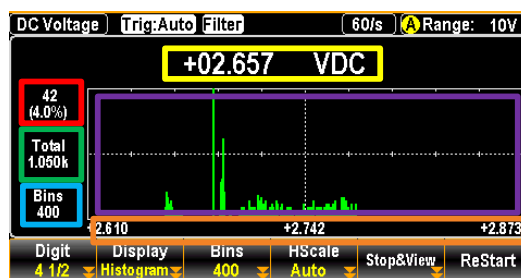 DC Voltage Trig:Auto Filter 60/s A Range: 10V
+02.657 VDC
42
(4.0%)
Total
1.050k
Bins
400
+2.610 +2.742 +2.873
Digit Display Bins HScale Stop&View ReStart
4 1/2 Histogram 400 Auto